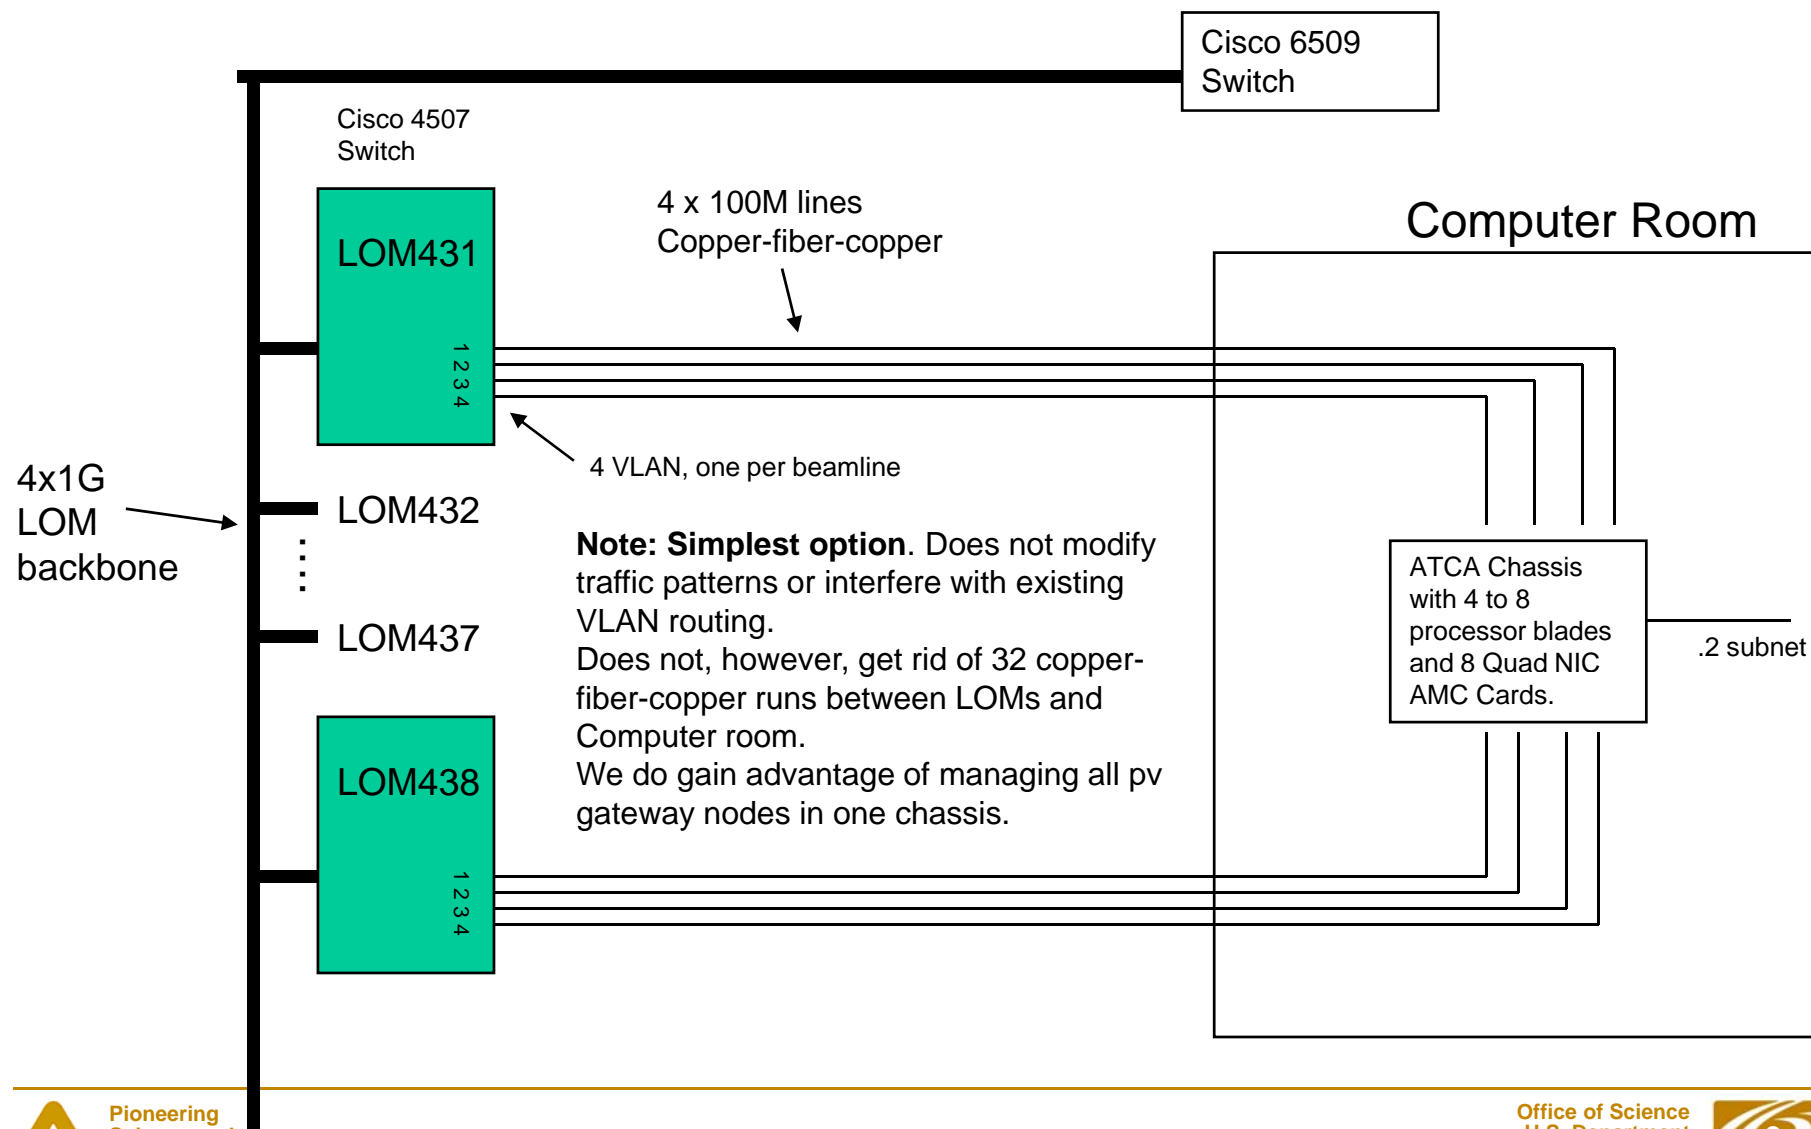 Cisco 6509
Switch
Cisco 4507
Switch
4 x 100M lines
Copper-fiber-copper
Computer Room
LOM431
1
2
3
4
4 VLAN, one per beamline
4x1G
LOM
backbone
LOM432
LOM437
Note: Simplest option. Does not modify
traffic patterns or interfere with existing
VLAN routing.
Does not, however, get rid of 32 copper-
fiber-copper runs between LOMs and
Computer room.
We do gain advantage of managing all pv
gateway nodes in one chassis.
ATCA Chassis
with 4 to 8
processor blades
and 8 Quad NIC
AMC Cards.
.2 subnet
LOM438
1
2
3
4
Pioneering
Office of Science
U.S. Department